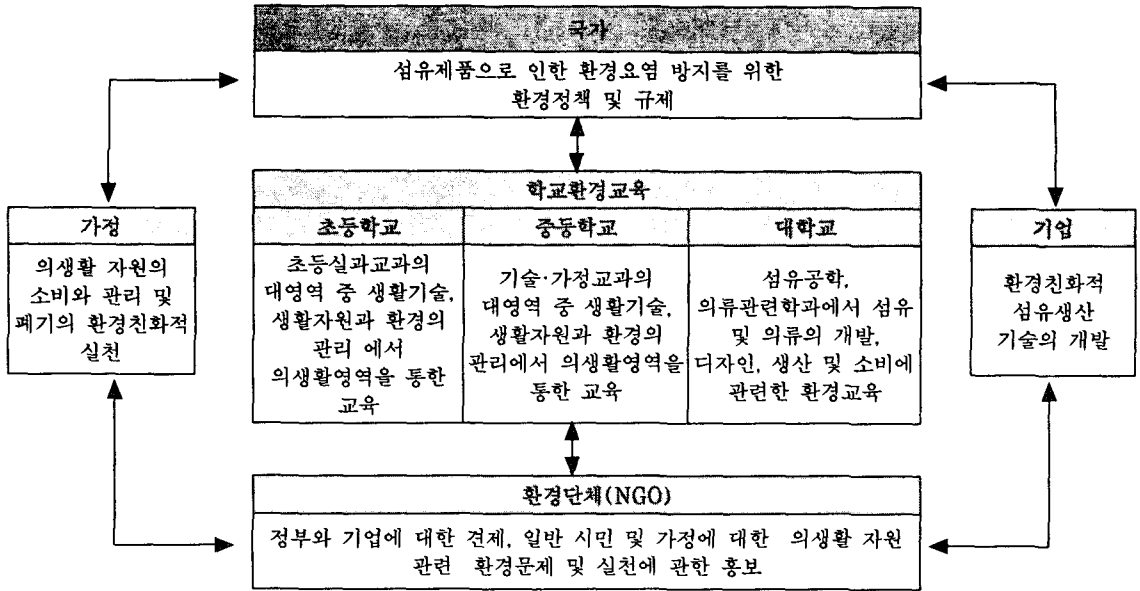 국가
섬유제품으로 인한 환경요염 방지를 위한
환경정책 및 규제
가정
의생활 자원의
소비와 관리 및
폐기의 환경친화적
실천
학교환경교육
초등학교
초등실과교과의
대영역 중 생활기술,
생활자원과 환경의
관리 에서
의생활영역을 통한
교육
중등학교
기술·가정교과의
대영역 중 생활기술,
생활자원과 환경의
관리에서 의생활영역을
통한 교육
대학교
섬유공학,
의류관련학과에서 섬유
및 의류의 개발,
디자인, 생산 및 소비에
관련한 환경교육
기업
환경친화적
섬유생산
기술의 개발
환경단체(NGO)
정부와 기업에 대한 견제, 일반 시민 및 가정에 대한 의생활 자원
관련 환경문제 및 실천에 관한 홍보